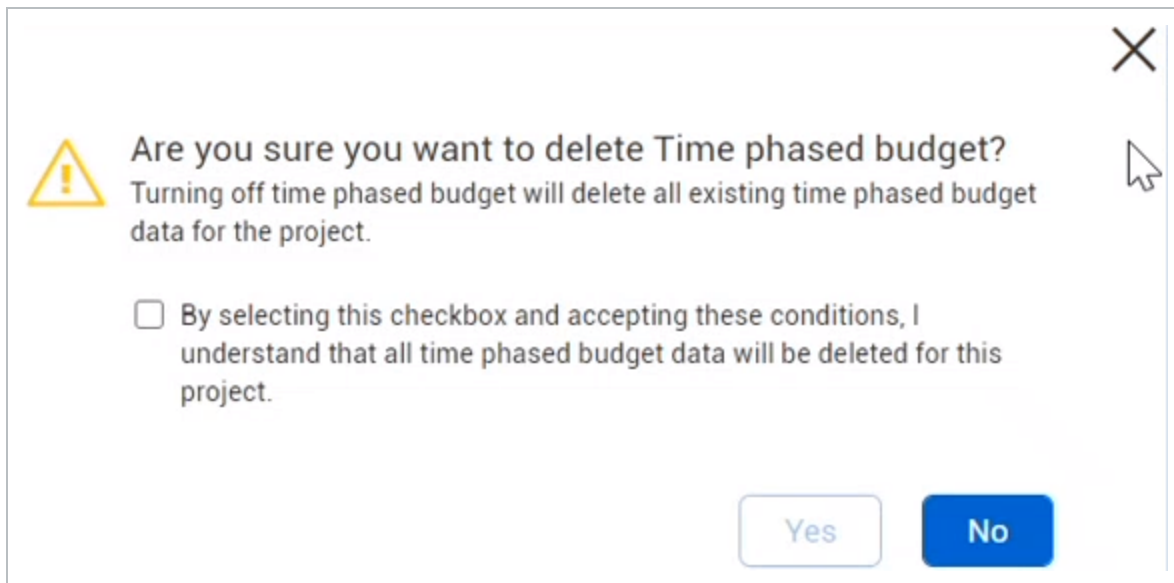 Are you sure you want to delete Time phased budget?
Turning off time phased budget will delete all existing time phased budget
data for the project.
By selecting this checkbox and accepting these conditions, I
understand that all time phased budget data will be deleted for this
project.
Yes
No